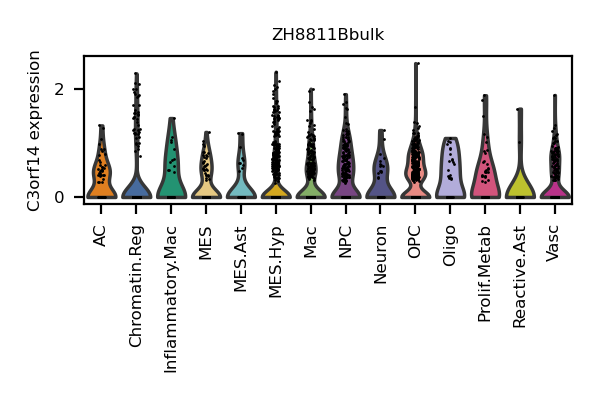 ZH8811Bbulk
C3orf14 expression
2
0
AC
Chromatin.Reg
Inflammatory.Mac
MES
MES.Ast
MES.Hyp
Mac
NPC
Neuron
OPC
Oligo
Prolif.Metab
Reactive.Ast
Vasc